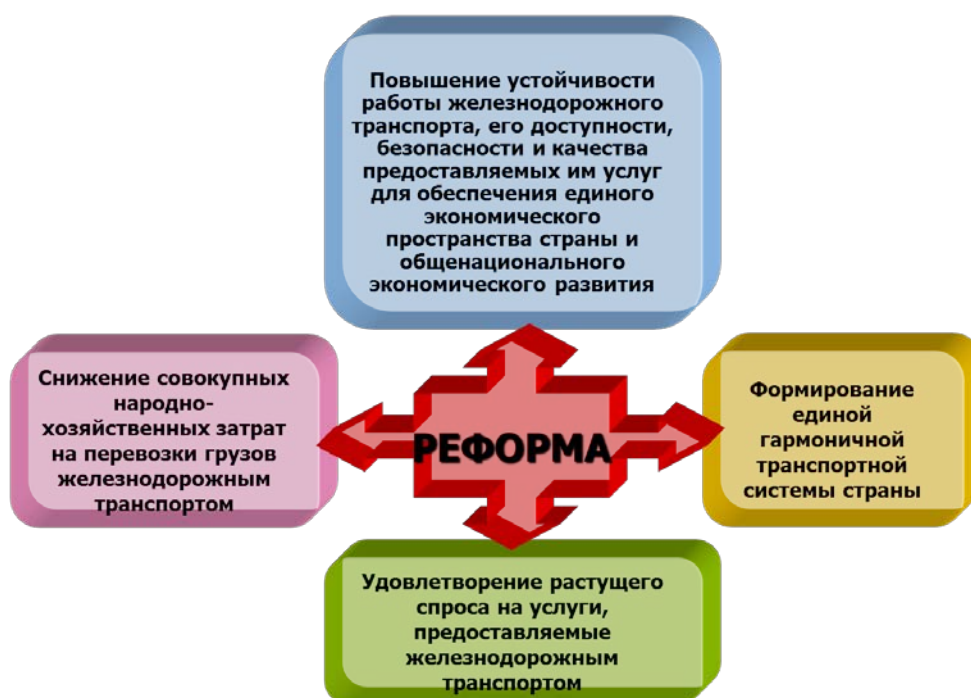 Повышение устойчивости
работы железнодорожного
транспорта, его доступности,
безопасности и качества
предоставляемых им услуг
для обеспечения единого
экономического
пространства страны и
общенационального
экономического развития
Снижение совокупных
народно-
хозяйственных затрат
на перевозки грузов
железнодорожным
транспортом
РЕФОРМА
Формирование
единой
гармоничной
транспортной
системы страны
Удовлетворение растущего
спроса на услуги,
предоставляемые
железнодорожным
транспортом